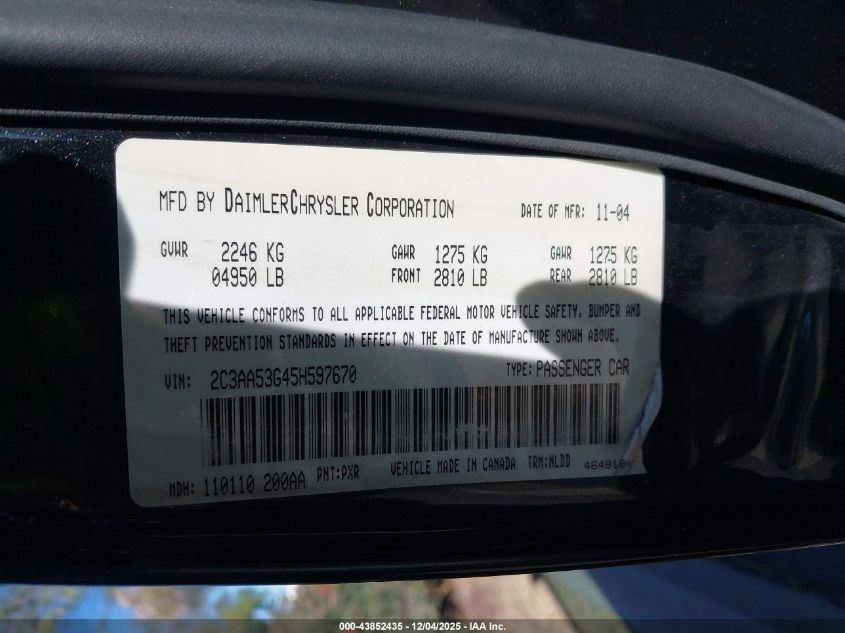 MFD BY DAIMLERCHRYSLER CORPORATION DATE OF MFR: 11-04
GVWR 2246 KG GAWR 1275 KG GAWR 1275 KG
04950 LB FRONT 2810 LB REAR 2810 LB
THIS VEHICLE CONFORMS TO ALL APPLICABLE FEDERAL MOTOR VEHICLE SAFETY, BUMPER AND
THEFT PREVENTION STANDARDS IN EFFECT ON THE DATE OF MANUFACTURE SHOWN ABOVE.
VIN: 2C3AA53G45H597670 TYPE: PASSENGER CAR
MDH: 110110 200AA PNT:PXR VEHICLE MADE IN CANADA TRM:NLDD
000-43852435 - 12/04/2025 - IAA Inc.